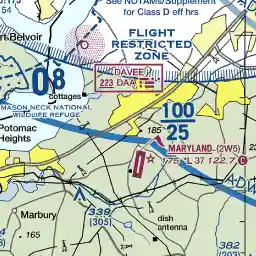 See NOTAMs/Supplement
for Class D eff hrs
rt Belvoir
FLIGHT
RESTRICTED
ZONE
DAVEE
223 DAA
08
cottages
MASON NECK NATIONAL
WILDLIFE REFUGE
100
25
185
Potomac
Heights
MARYLAND (2W5)
175 *L 37 122.7 C
Marbury
339
(305)
dish
antenna
382
(302